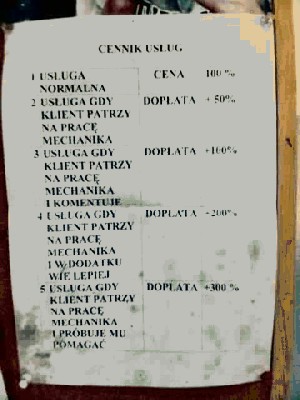 CENNIK USŁUG
1 USŁUGA CENA 100 %
NORMALNA
2 USŁUGA GDY DOPŁATA + 50%
KLIENT PATRZY
NA PRACĘ
MECHANIKA
3 USŁUGA GDY DOPŁATA +100%
KLIENT PATRZY
NA PRACĘ
MECHANIKA
I KOMENTUJE
4 USŁUGA GDY DOPŁATA +200%
KLIENT PATRZY
NA PRACĘ
MECHANIKA
I W DODATKU
WIE LEPIEJ
5 USŁUGA GDY DOPŁATA +300 %
KLIENT PATRZY
NA PRACĘ
MECHANIKA
I PRÓBUJE MU
POMAGAĆ